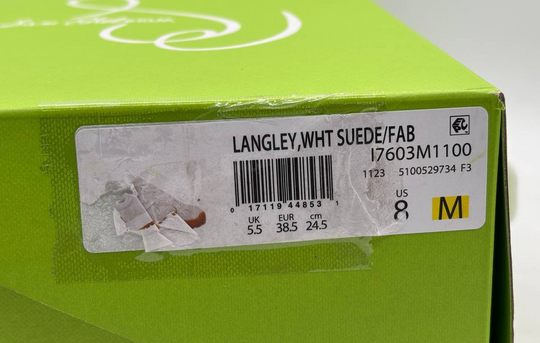 LANGLEY,WHT SUEDE/FAB
I7603M1100
1123 5100529734 F3
0 17119 44853 1
UK EUR cm
5.5 38.5 24.5
US
8 M